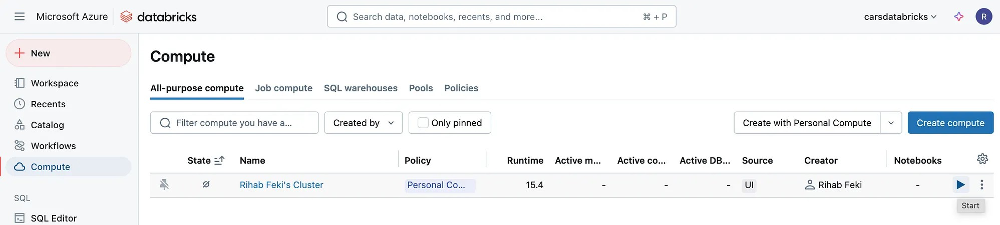 Microsoft Azure databricks Search data, notebooks, recents, and more... ⌘ + P carsdatabricks R
New
Compute
Workspace
All-purpose compute Job compute SQL warehouses Pools Policies
Recents
Catalog
Filter compute you have a... Created by Only pinned Create with Personal Compute Create compute
Workflows
Compute
State Name Policy Runtime Active m... Active co... Active DB... Source Creator Notebooks
Rihab Feki's Cluster Personal Co... 15.4 - - - UI Rihab Feki -
Start
SQL
SQL Editor